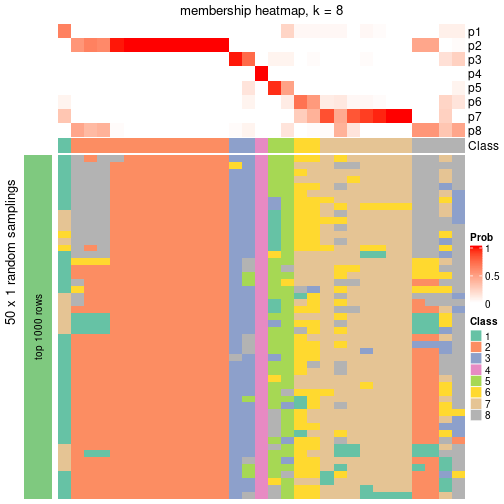 membership heatmap, k = 8
p1
p2
p3
p4
p5
p6
p7
p8
Class
50 x 1 random samplings
top 1000 rows
Prob
1
0.5
0
Class
1
2
3
4
5
6
7
8